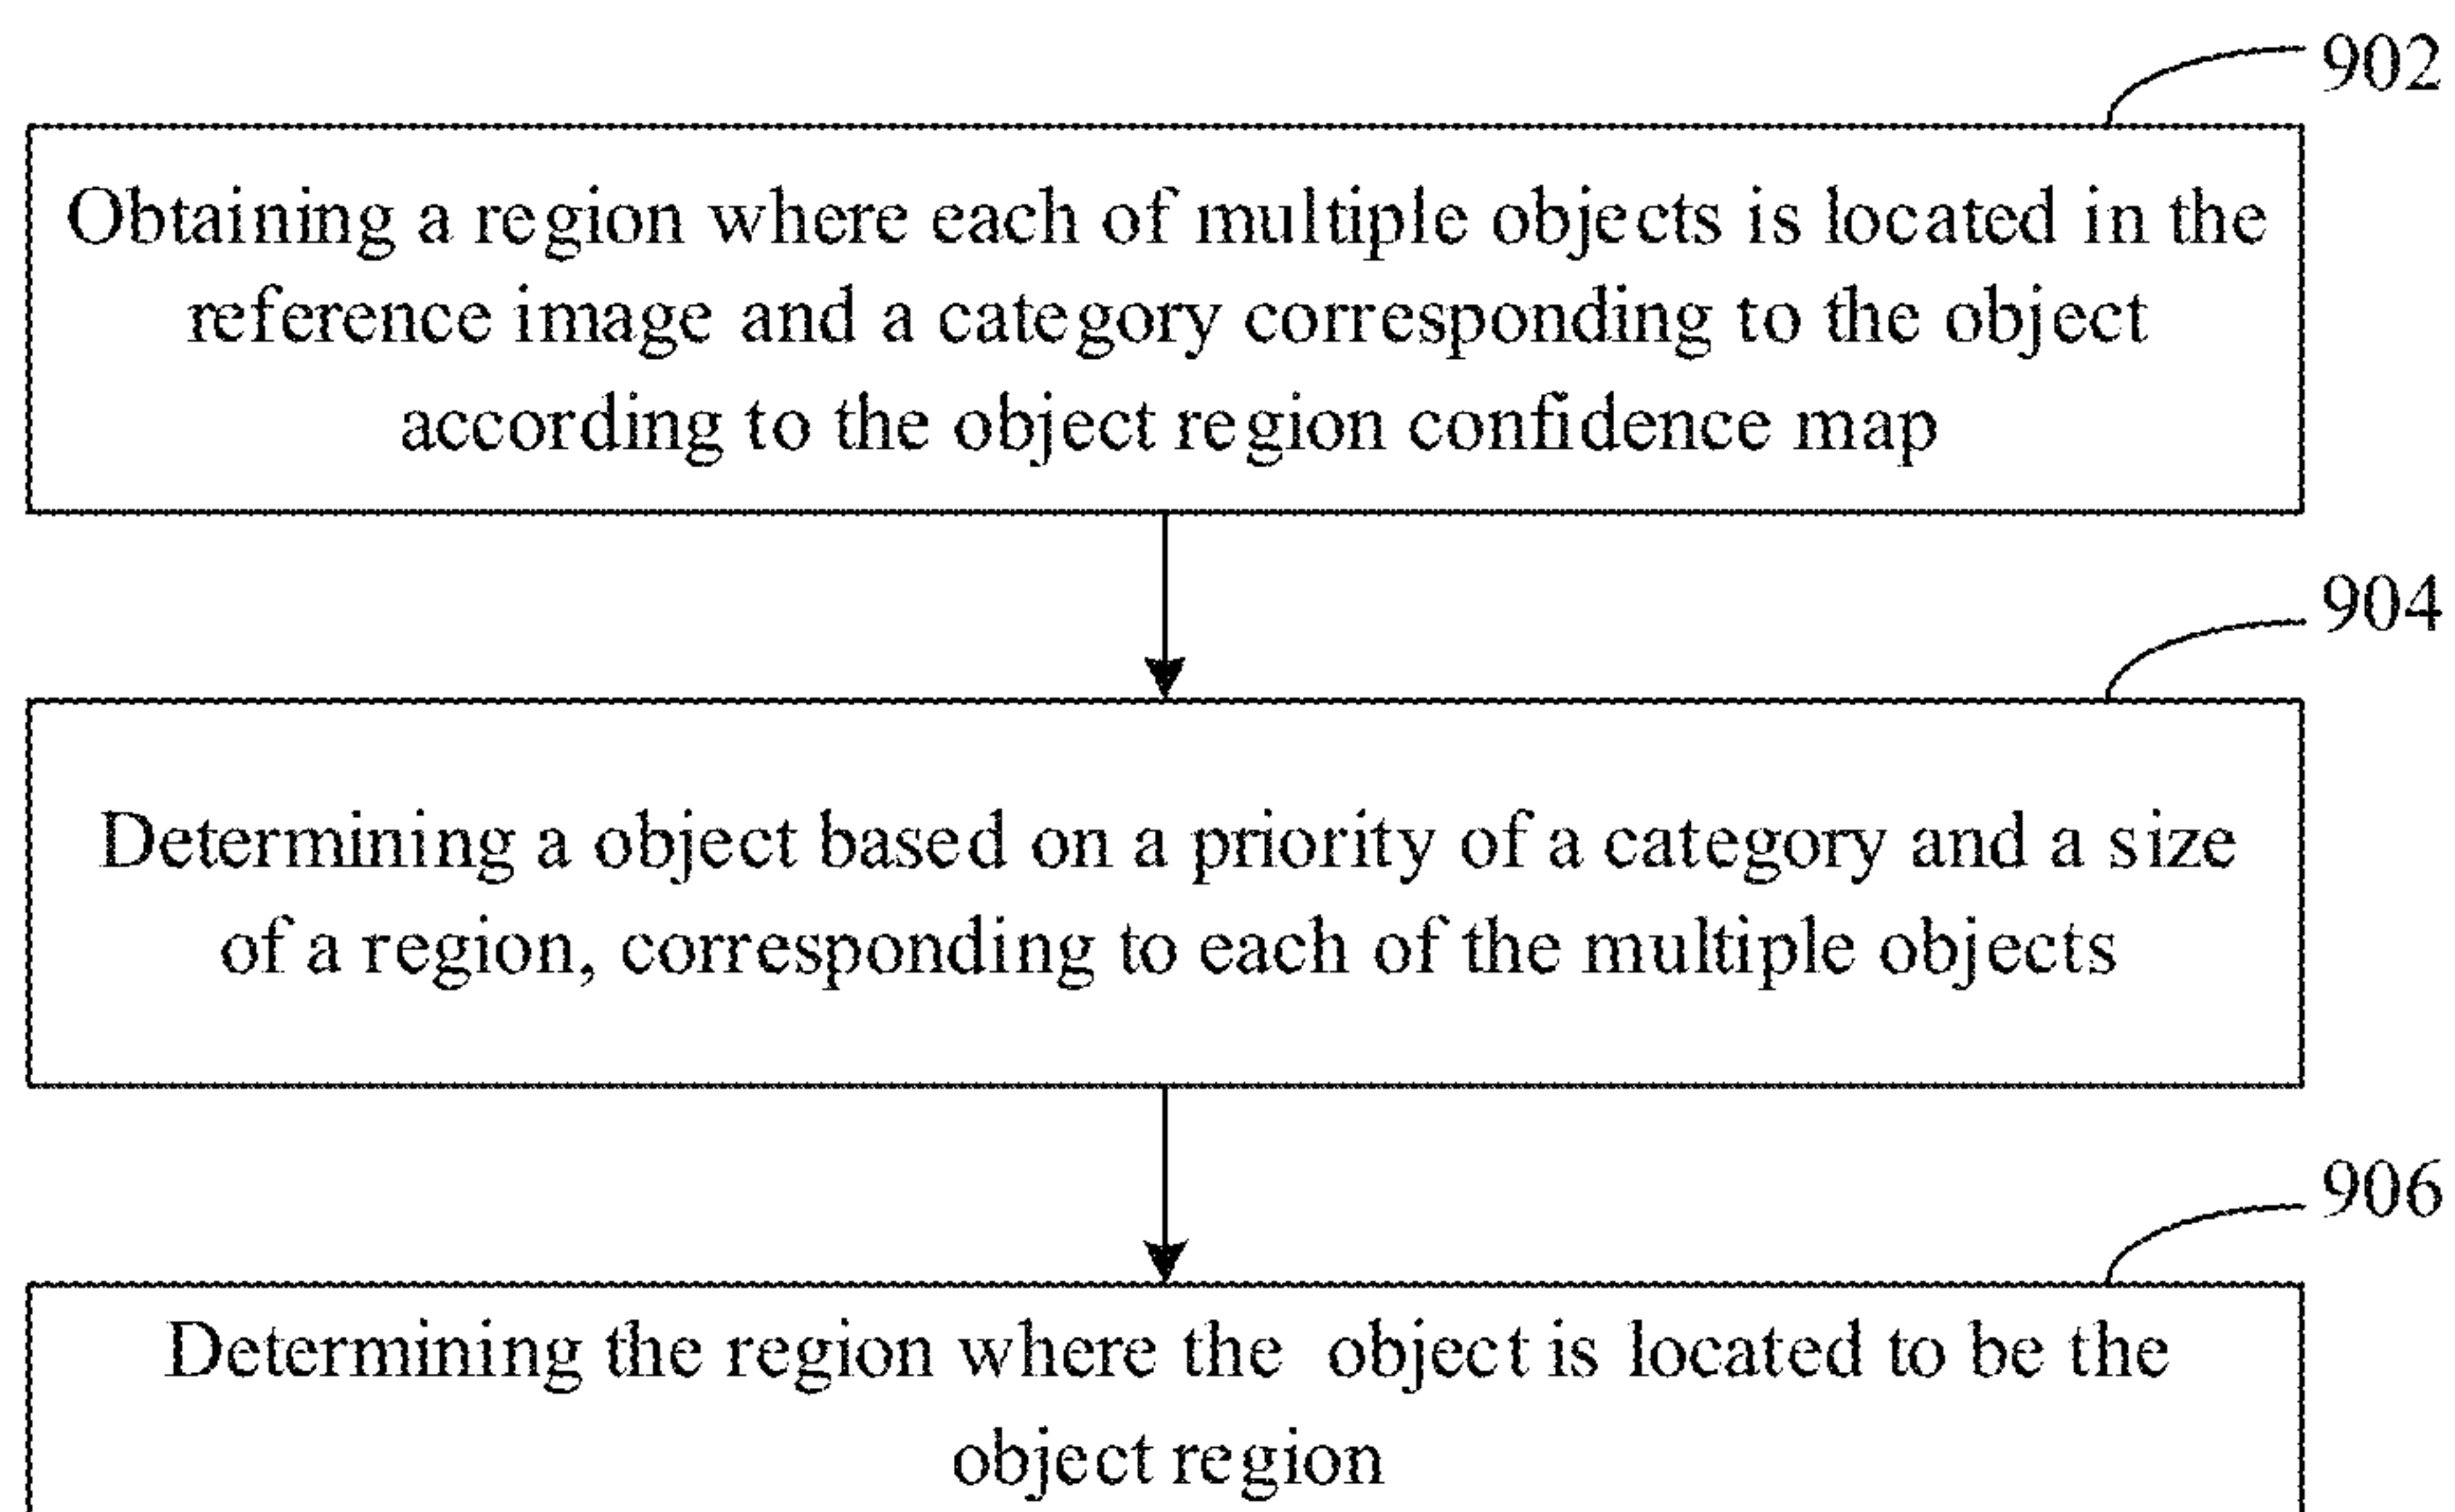 902
Obtaining a region where each of multiple objects is located in the
reference image and a category corresponding to the object
according to the object region confidence map
904
Determining a object based on a priority of a category and a size
of a region, corresponding to each of the multiple objects
906
Determining the region where the object is located to be the
object region